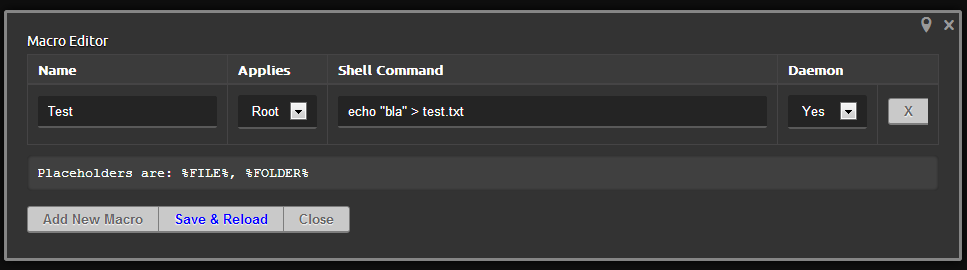 Macro Editor
Name Applies Shell Command Daemon
Test Root echo "bla" > test.txt Yes X
Placeholders are: %FILE%, %FOLDER%
Add New Macro Save & Reload Close